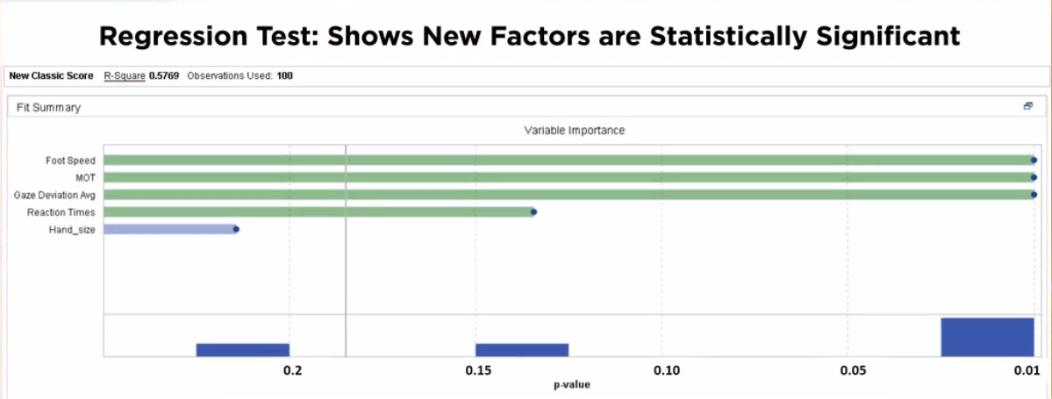 Regression Test: Shows New Factors are Statistically Significant
New Classic Score R-Square 0.5769 Observations Used: 100
Fit Summary
Variable Importance
Foot Speed
MOT
Gaze Deviation Avg
Reaction Times
Hand_size
0.2 0.15 0.10 0.05 0.01
p-value